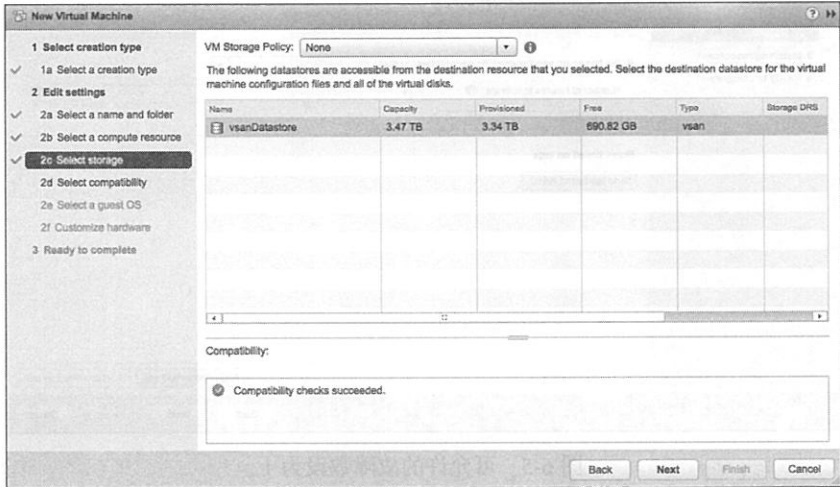 New Virtual Machine
1 Select creation type
1a Select a creation type
2 Edit settings
2a Select a name and folder
2b Select a compute resource
2c Select storage
2d Select compatibility
2e Select a guest OS
2f Customize hardware
3 Ready to complete
VM Storage Policy: None
The following datastores are accessible from the destination resource that you selected. Select the destination datastore for the virtual
machine configuration files and all of the virtual disks.
Name Capacity Provisioned Free Type Storage DRS
vsanDatastore 3.47 TB 3.34 TB 690.82 GB vsan
Compatibility:
Compatibility checks succeeded.
Back Next Finish Cancel